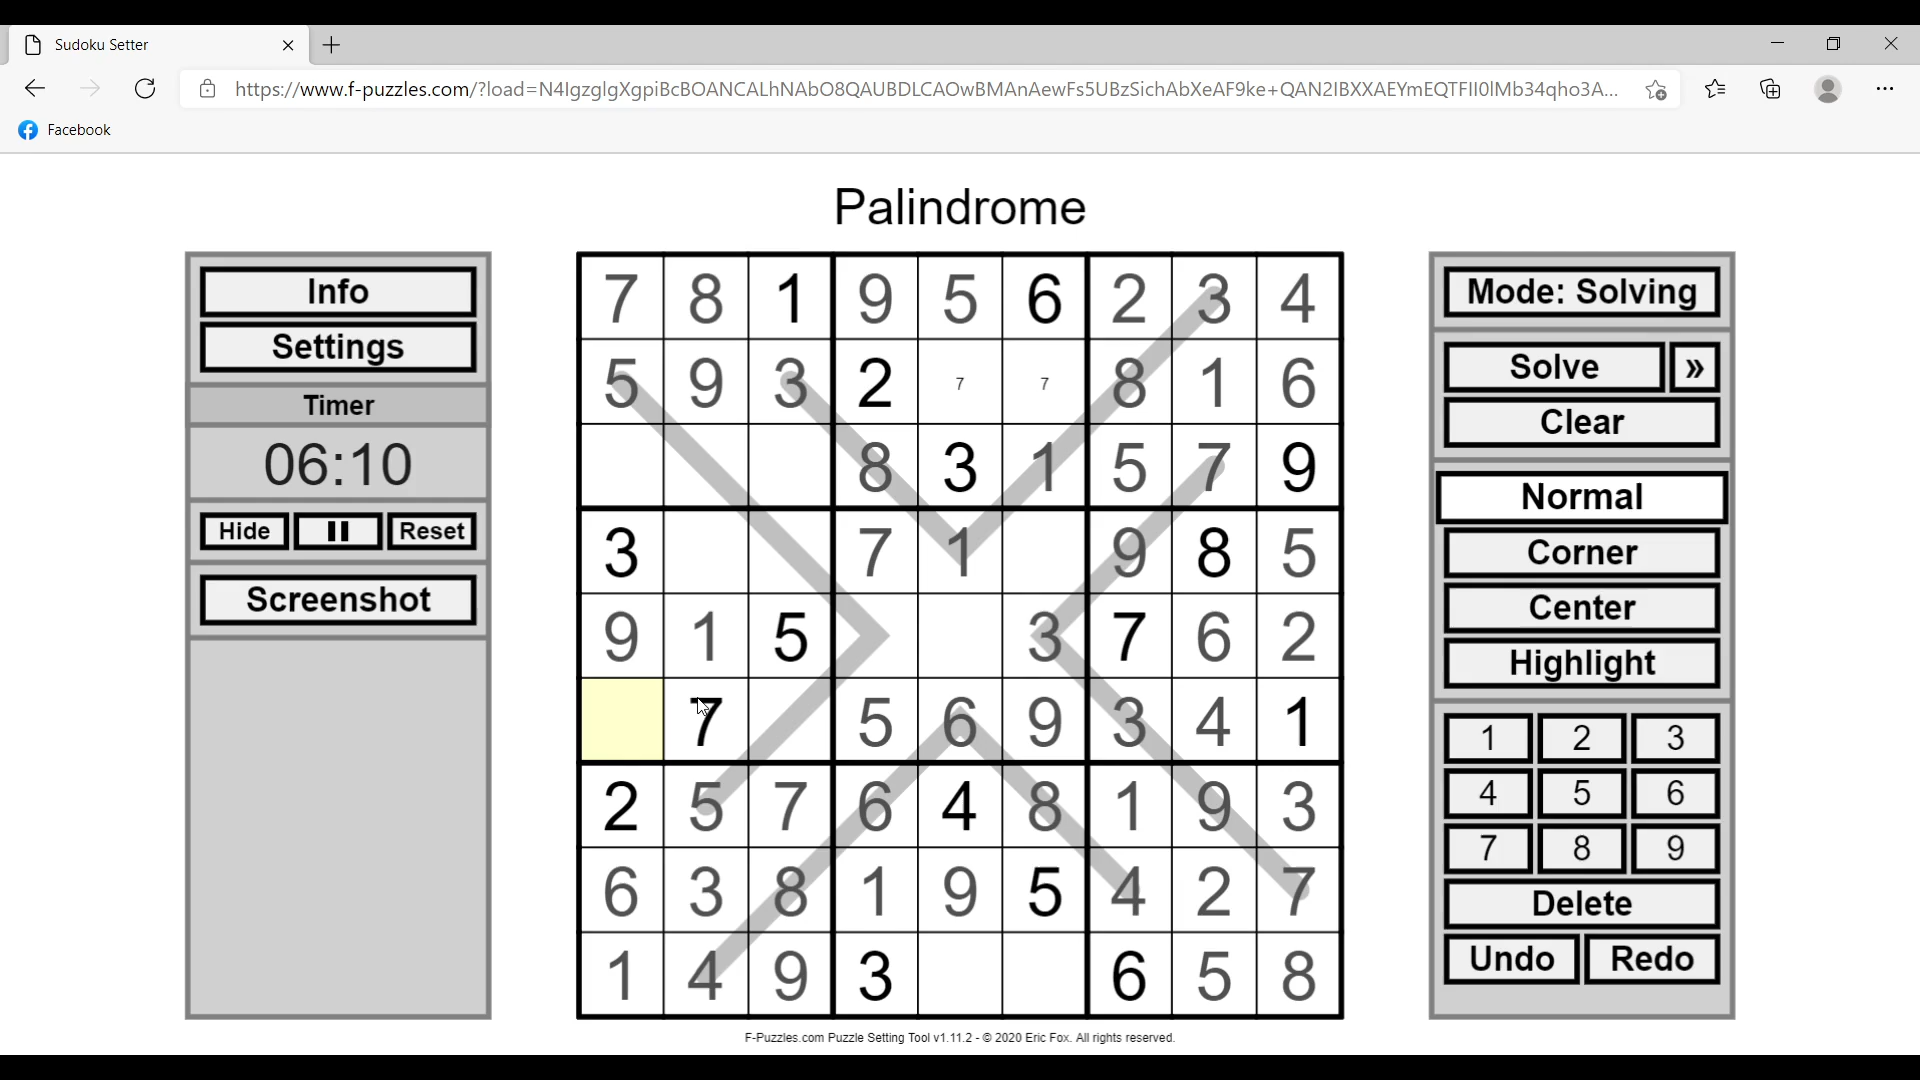 Sudoku Setter
https://www.f-puzzles.com/?load=N4IgzglgXgpiBcBOANCALhNAbO8QAUBDLCAOwBMAnAewFs5UBzSichAbXeAF9ke+QAN2IBXXAEYmEQTFII0lMb34qho3A...
Facebook
Palindrome
Info
Settings
Timer
06:10
Hide
Reset
Screenshot
7 8 1 9 5 6 2 3 4
5 9 3 2 7 7 8 1 6
8 3 1 5 7 9
3 7 1 9 8 5
9 1 5 3 7 6 2
7 5 6 9 3 4 1
2 5 7 6 4 8 1 9 3
6 3 8 1 9 5 4 2 7
1 4 9 3 6 5 8
Mode: Solving
Solve »
Clear
Normal
Corner
Center
Highlight
1 2 3
4 5 6
7 8 9
Delete
Undo Redo
F-Puzzles.com Puzzle Setting Tool v1.11.2 - © 2020 Eric Fox. All rights reserved.